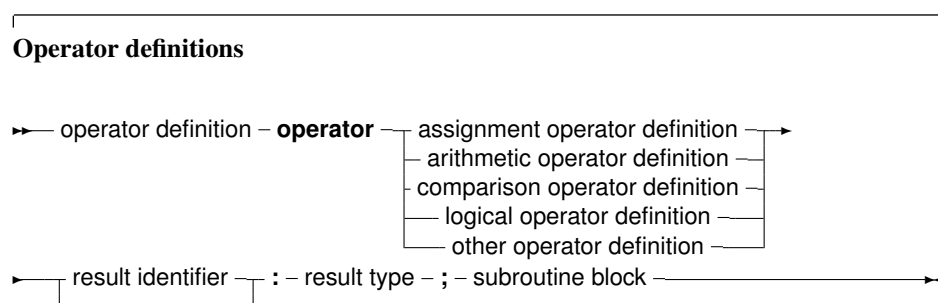 Operator definitions
operator definition – operator – assignment operator definition –
arithmetic operator definition –
comparison operator definition –
logical operator definition –
other operator definition –
result identifier – : – result type – ; – subroutine block